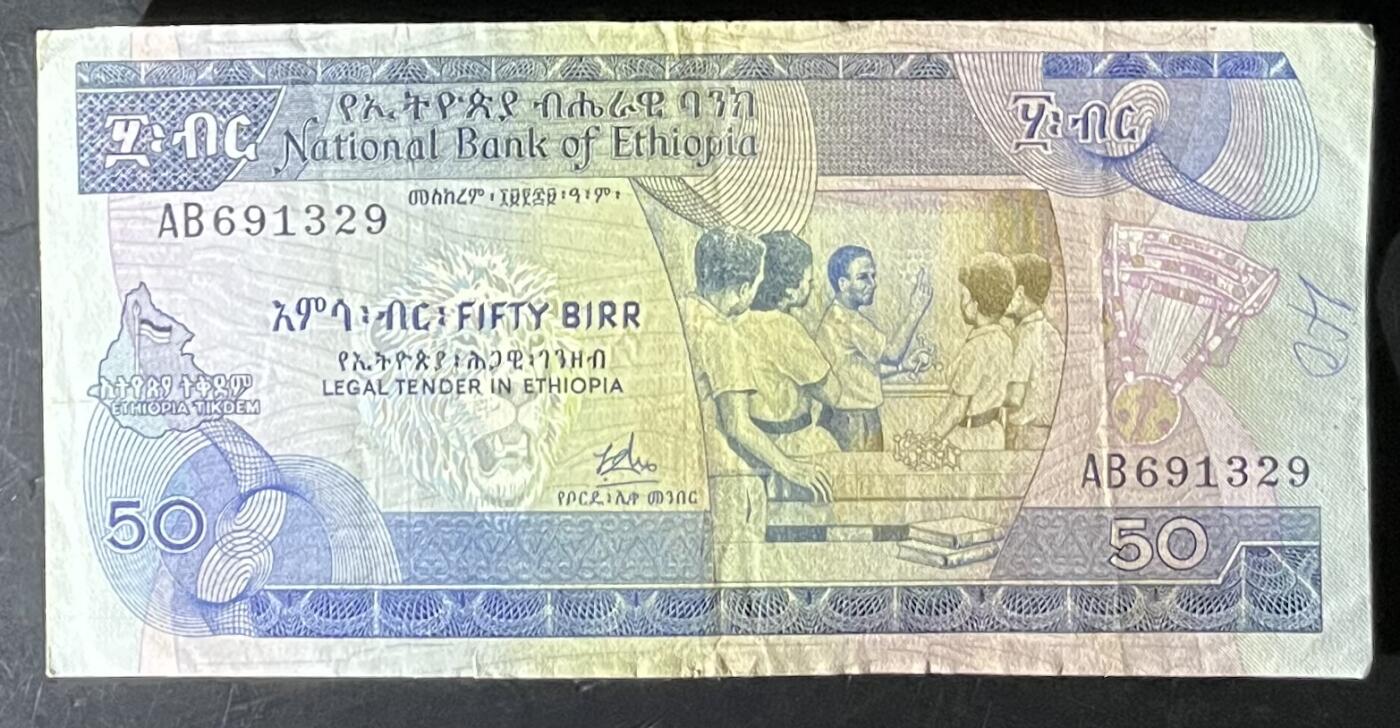 ፶፡ብር
የኢትዮጵያ ብሔራዊ ባንክ
፶፡ብር
National Bank of Ethiopia
መስከረም፡፲፱፻፷፱፡ዓ፡ም፡
AB691329
አምሳ፡ብር፡FIFTY BIRR
የኢትዮጵያ፡ሕጋዊ፡ገንዘብ
LEGAL TENDER IN ETHIOPIA
ኢትዮጵያ ትቅደም
ETHIOPIA TIKDEM
የቦርዱ፡ሊቀ መንበር
AB691329
50
50